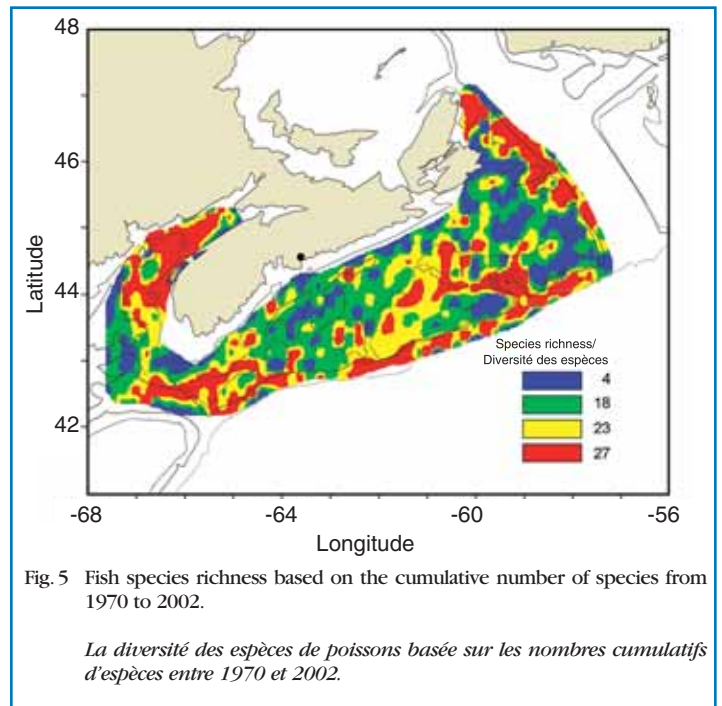 48
46
44
42
Latitude
Species richness/
Diversité des espèces
4
18
23
27
-68 -64 -60 -56
Longitude
Fig. 5 Fish species richness based on the cumulative number of species from
1970 to 2002.
La diversité des espèces de poissons basée sur les nombres cumulatifs
d'espèces entre 1970 et 2002.